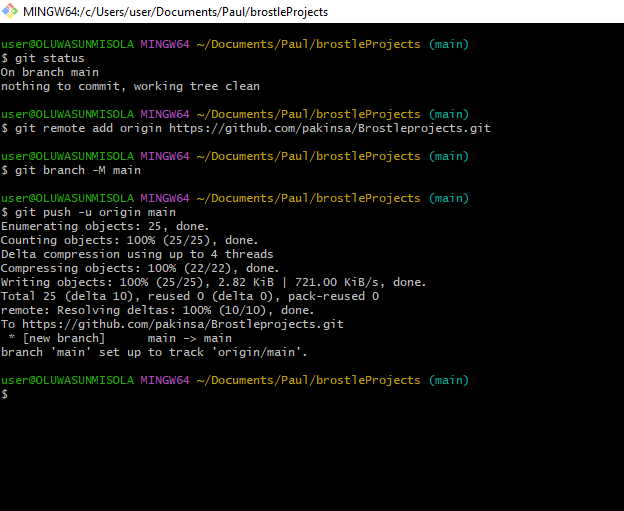 MINGW64:/c/Users/user/Documents/Paul/brostleProjects
user@OLUWASUNMISOLA MINGW64 ~/Documents/Paul/brostleProjects (main)
$ git status
On branch main
nothing to commit, working tree clean
user@OLUWASUNMISOLA MINGW64 ~/Documents/Paul/brostleProjects (main)
$ git remote add origin https://github.com/pakinsa/Brostleprojects.git
user@OLUWASUNMISOLA MINGW64 ~/Documents/Paul/brostleProjects (main)
$ git branch -M main
user@OLUWASUNMISOLA MINGW64 ~/Documents/Paul/brostleProjects (main)
$ git push -u origin main
Enumerating objects: 25, done.
Counting objects: 100% (25/25), done.
Delta compression using up to 4 threads
Compressing objects: 100% (22/22), done.
Writing objects: 100% (25/25), 2.82 KiB | 721.00 KiB/s, done.
Total 25 (delta 10), reused 0 (delta 0), pack-reused 0
remote: Resolving deltas: 100% (10/10), done.
To https://github.com/pakinsa/Brostleprojects.git
 * [new branch]      main -> main
branch 'main' set up to track 'origin/main'.
user@OLUWASUNMISOLA MINGW64 ~/Documents/Paul/brostleProjects (main)
$